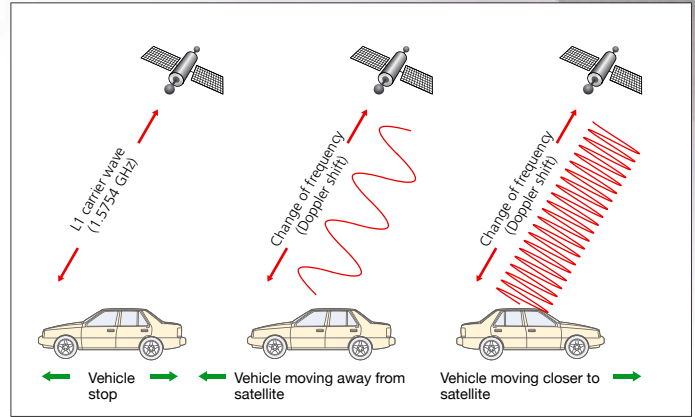 L1 carrier wave
(1.5754 GHz)
Change of frequency
(Doppler shift)
Change of frequency
(Doppler shift)
Vehicle
stop
Vehicle moving away from
satellite
Vehicle moving closer to
satellite